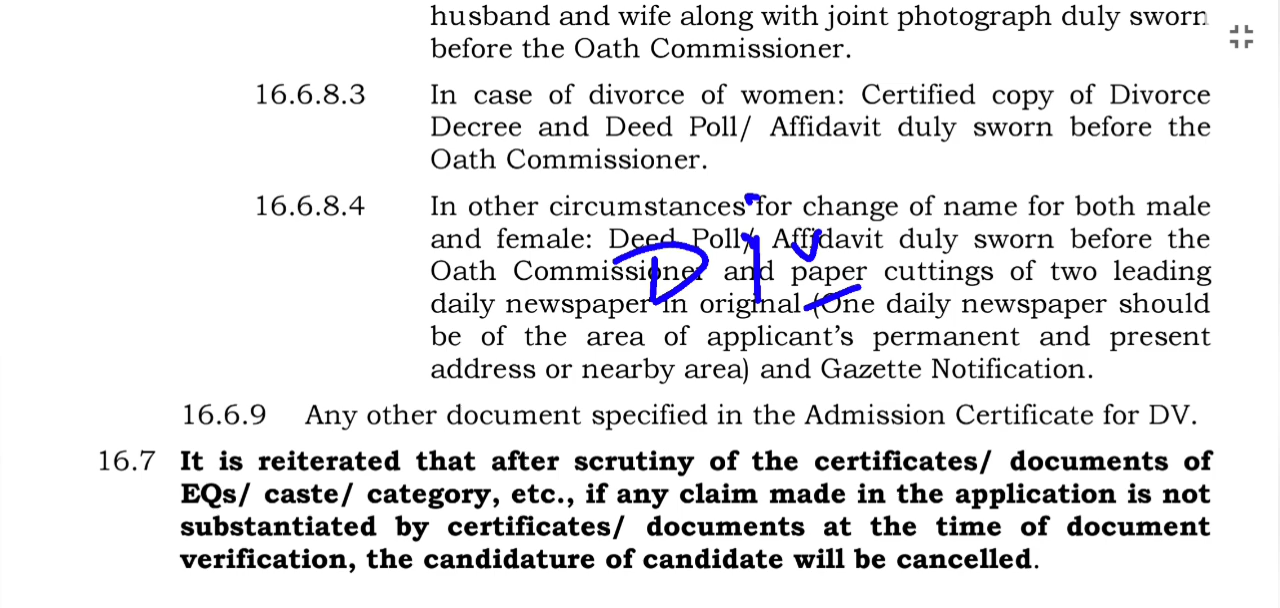 husband and wife along with joint photograph duly sworn
before the Oath Commissioner.
16.6.8.3 In case of divorce of women: Certified copy of Divorce
Decree and Deed Poll/ Affidavit duly sworn before the
Oath Commissioner.
16.6.8.4 In other circumstances for change of name for both male
and female: Deed Poll/ Affidavit duly sworn before the
Oath Commissioner and paper cuttings of two leading
daily newspaper in original (One daily newspaper should
be of the area of applicant's permanent and present
address or nearby area) and Gazette Notification.
16.6.9 Any other document specified in the Admission Certificate for DV.
16.7 It is reiterated that after scrutiny of the certificates/ documents of
EQs/ caste/ category, etc., if any claim made in the application is not
substantiated by certificates/ documents at the time of document
verification, the candidature of candidate will be cancelled.